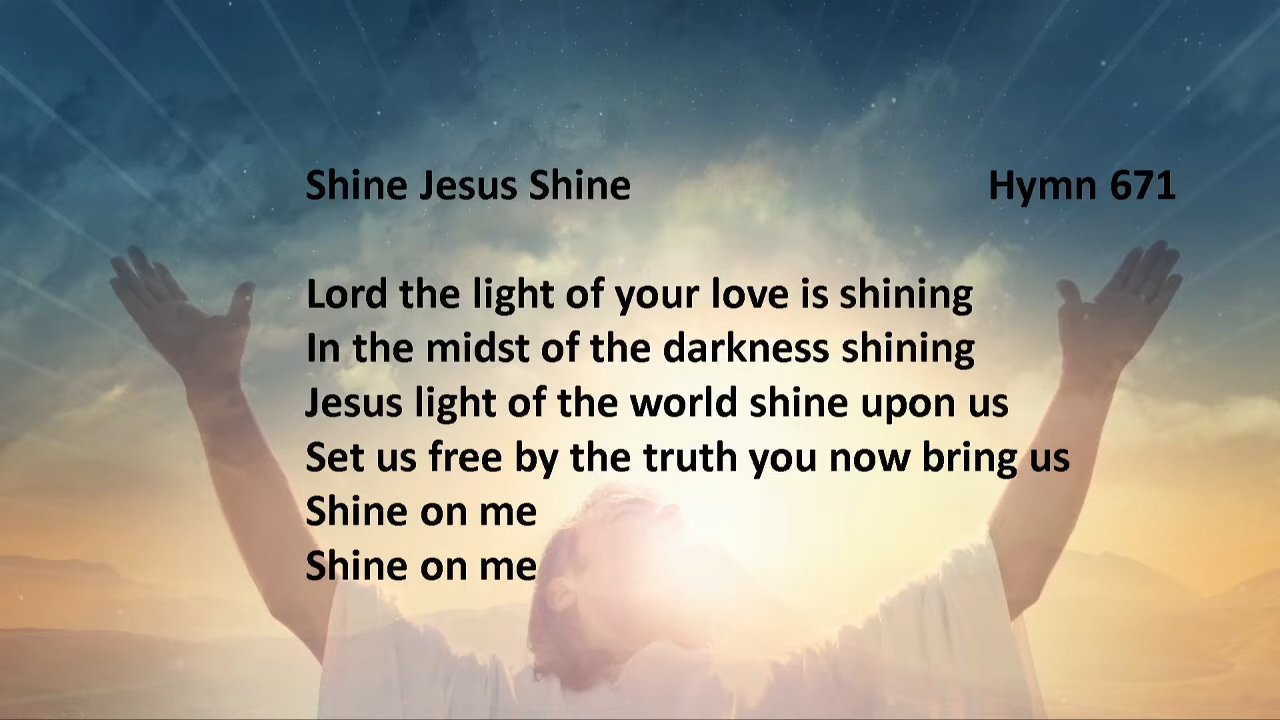 Shine Jesus Shine Hymn 671
Lord the light of your love is shining
In the midst of the darkness shining
Jesus light of the world shine upon us
Set us free by the truth you now bring us
Shine on me
Shine on me